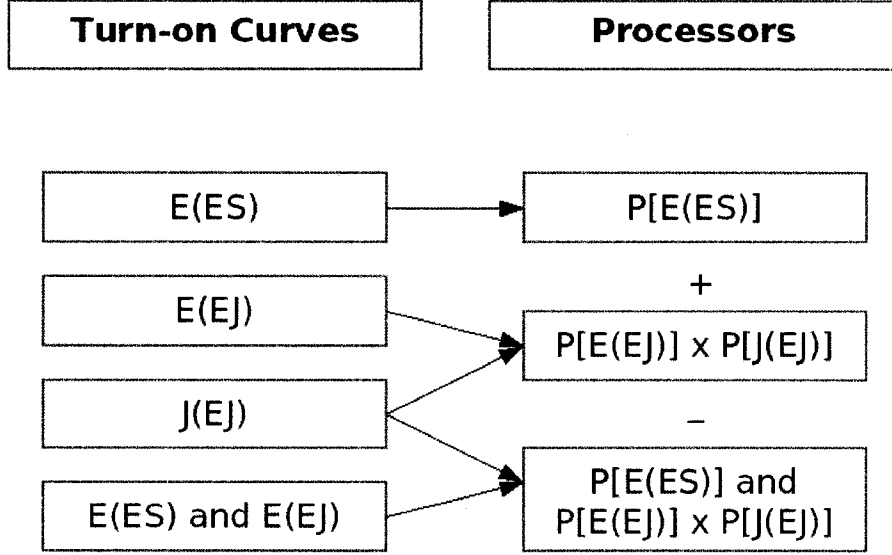 Turn-on Curves
Processors
E(ES)
P[E(ES)]
+
E(EJ)
P[E(EJ)] x P[J(EJ)]
J(EJ)
–
P[E(ES)] and
P[E(EJ)] x P[J(EJ)]
E(ES) and E(EJ)